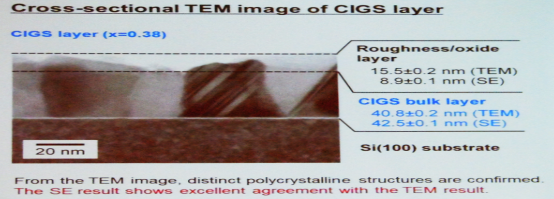 Cross-sectional TEM image of CIGS layer
CIGS layer (x=0.38)
Roughness/oxide
layer
15.5±0.2 nm (TEM)
8.9±0.1 nm (SE)
CIGS bulk layer
40.8±0.2 nm (TEM)
42.5±0.1 nm (SE)
Si(100) substrate
20 nm
From the TEM image, distinct polycrystalline structures are confirmed.
The SE result shows excellent agreement with the TEM result.